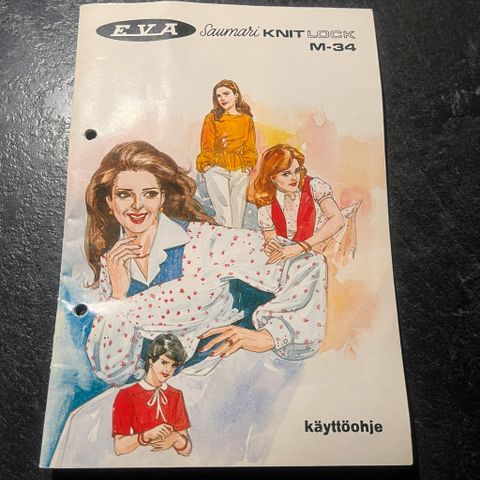 EVA Saumari KNIT LOCK
M-34
käyttöohje